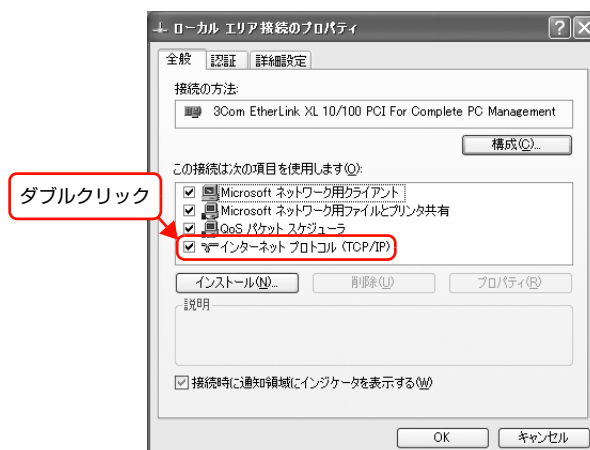 ローカル エリア接続のプロパティ
全般 認証 詳細設定
接続の方法:
3Com EtherLink XL 10/100 PCI For Complete PC Management
構成(C)...
この接続は次の項目を使用します(O):
ダブルクリック
Microsoft ネットワーク用クライアント
Microsoft ネットワーク用ファイルとプリンタ共有
QoS パケット スケジューラ
インターネット プロトコル (TCP/IP)
インストール(N)... 削除(U) プロパティ(R)
説明
接続時に通知領域にインジケータを表示する(W)
OK キャンセル